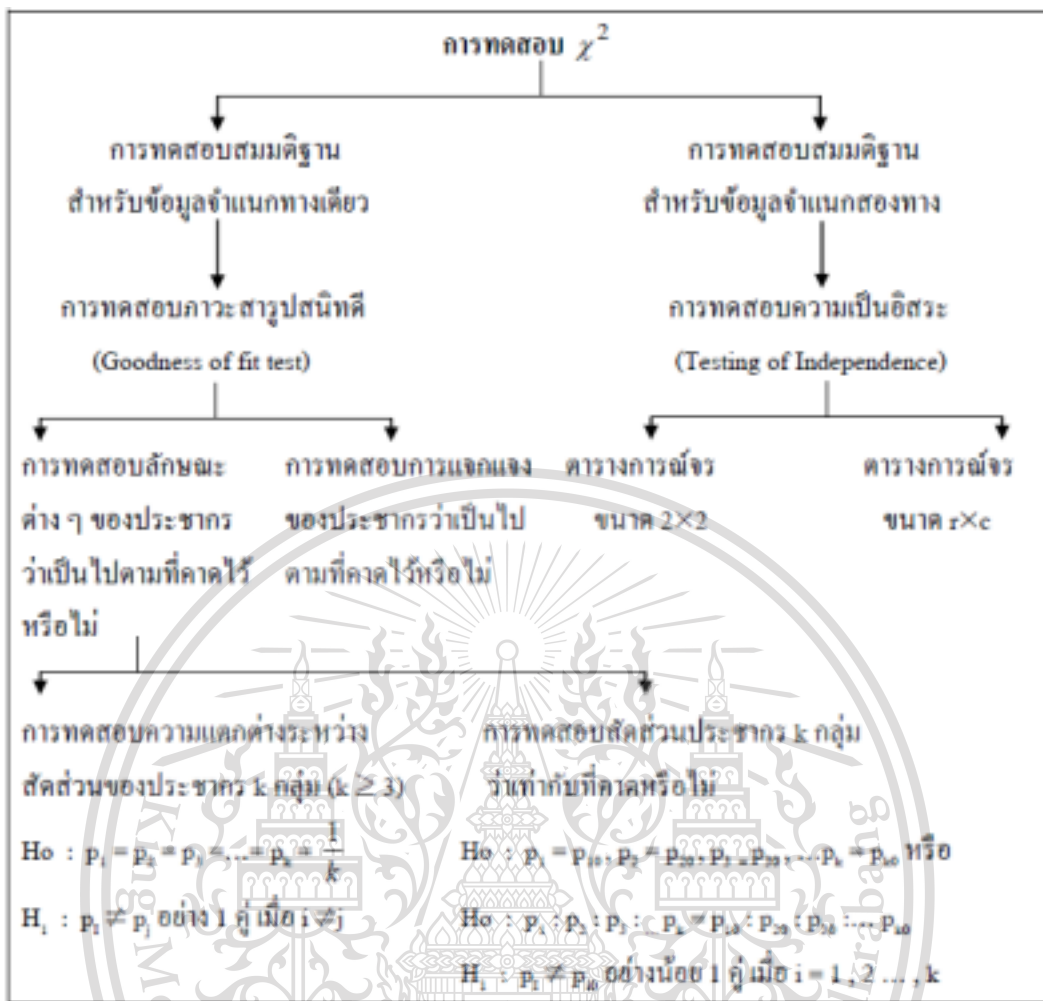 การทดสอบ χ²
การทดสอบสมมติฐาน
สำหรับข้อมูลจำแนกทางเดียว
การทดสอบภาวะสารูปสนิทดี
(Goodness of fit test)
การทดสอบสมมติฐาน
สำหรับข้อมูลจำแนกสองทาง
การทดสอบความเป็นอิสระ
(Testing of Independence)
การทดสอบลักษณะ
ต่าง ๆ ของประชากร
ว่าเป็นไปตามที่คาดไว้
หรือไม่
การทดสอบการแจกแจง
ของประชากรว่าเป็นไป
ตามที่คาดไว้หรือไม่
ตารางการณ์จร
ขนาด 2×2
ตารางการณ์จร
ขนาด r×c
การทดสอบความแตกต่างระหว่าง
สัดส่วนของประชากร k กลุ่ม (k ≥ 3)
Ho : p₁ = p₂ = p₃ = ... = pₖ = 1/k
H₁ : pᵢ ≠ pⱼ อย่าง 1 คู่ เมื่อ i ≠ j
การทดสอบสัดส่วนประชากร k กลุ่ม
ว่าเท่ากับที่คาดหรือไม่
Ho : p₁ = p₁₀, p₂ = p₂₀, p₃ = p₃₀, ... pₖ = pₖ₀ หรือ
Ho : p₁ : p₂ : p₃ : ... pₖ = p₁₀ : p₂₀ : p₃₀ : ... pₖ₀
H₁ : pᵢ ≠ pᵢ₀ อย่างน้อย 1 คู่ เมื่อ i = 1 , 2 ... , k